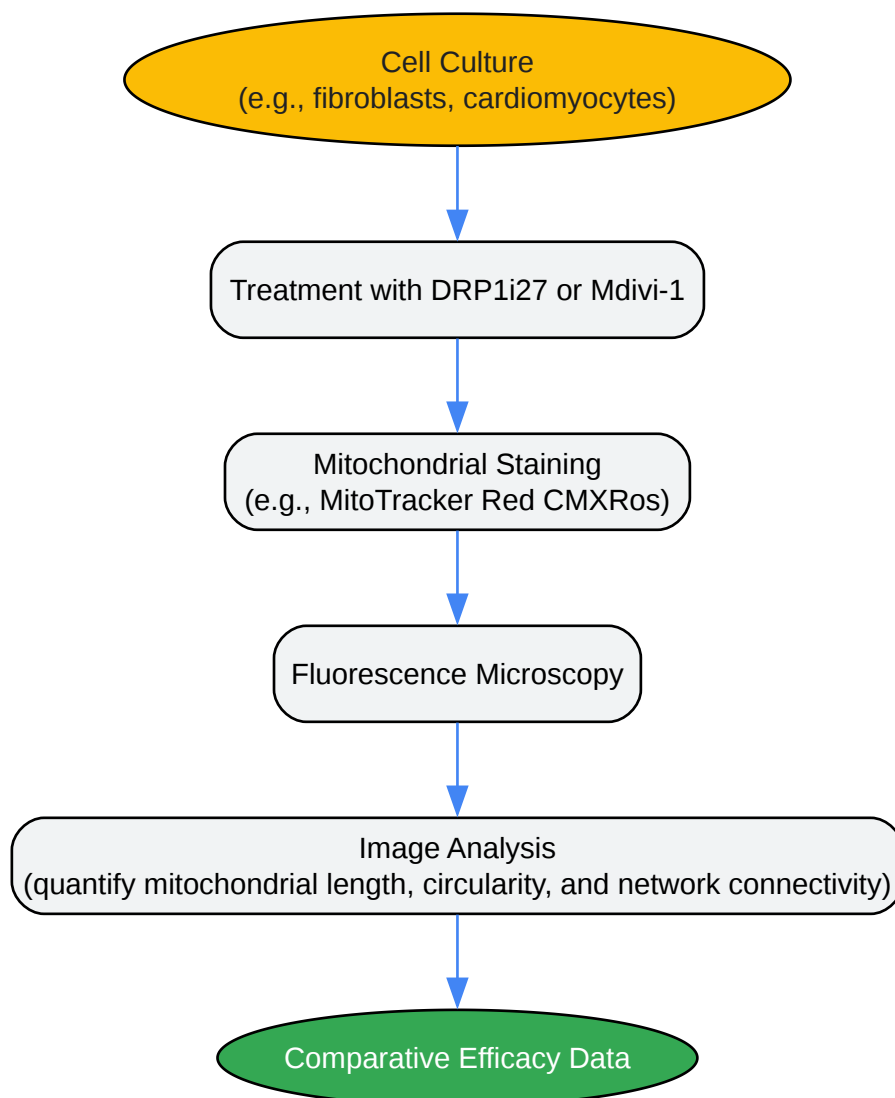 Cell Culture
(e.g., fibroblasts, cardiomyocytes)
Treatment with DRP1i27 or Mdivi-1
Mitochondrial Staining
(e.g., MitoTracker Red CMXRos)
Fluorescence Microscopy
Image Analysis
(quantify mitochondrial length, circularity, and network connectivity)
Comparative Efficacy Data